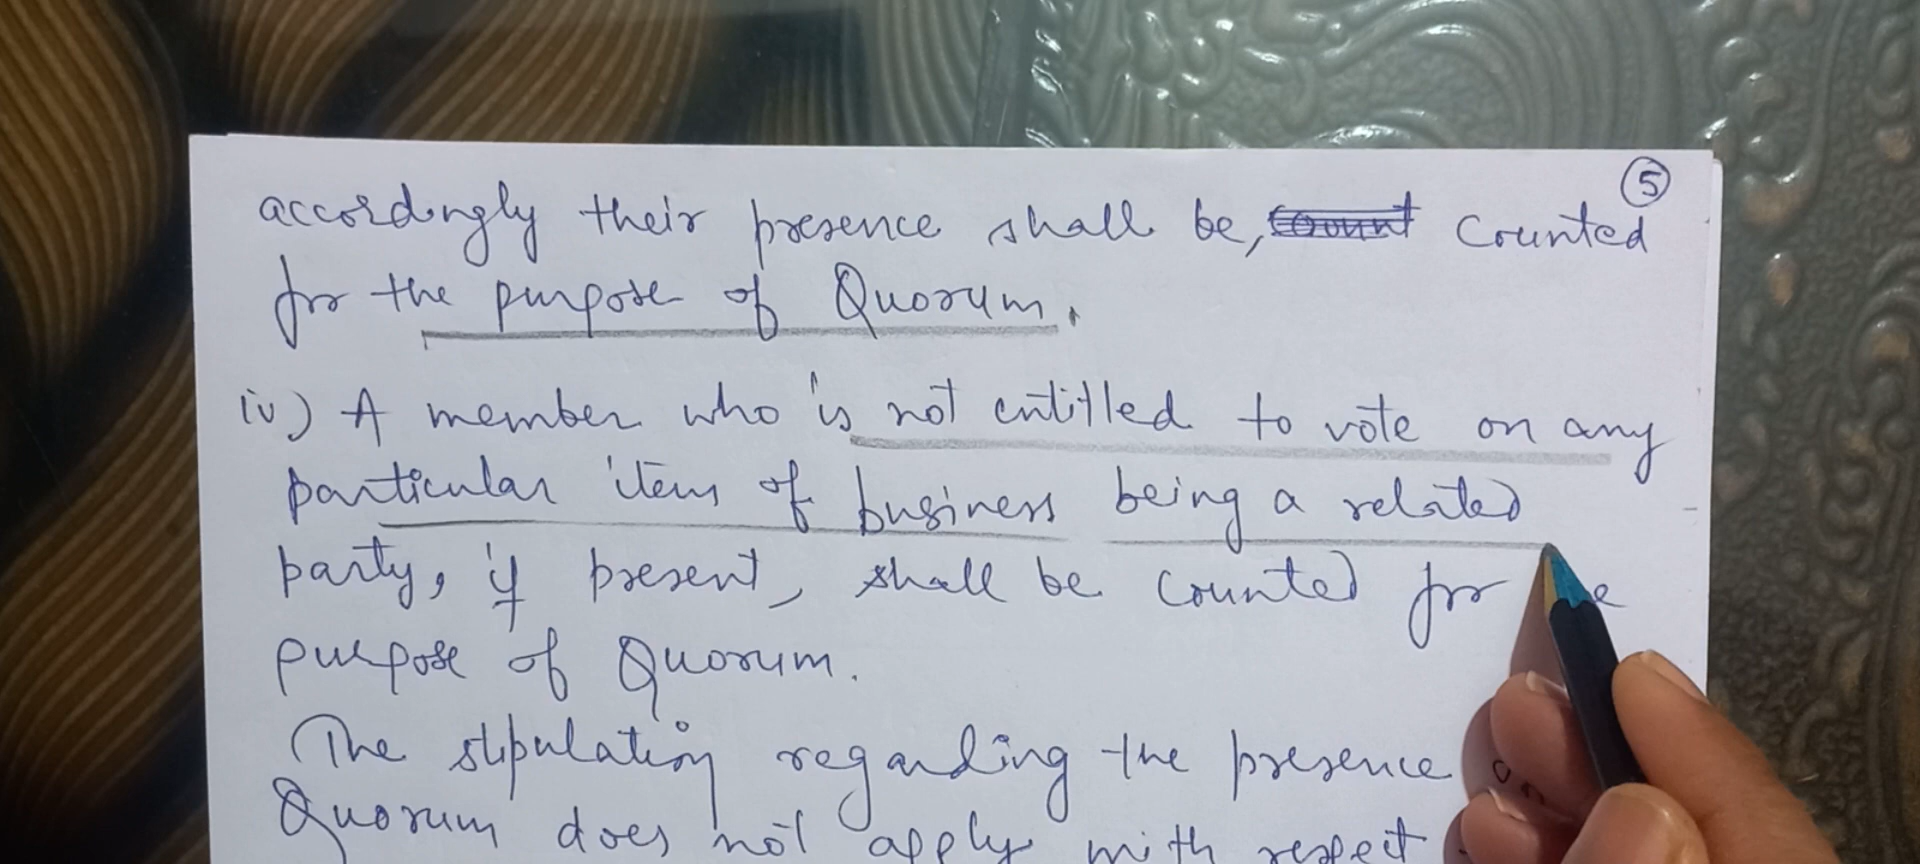 5
accordingly their presence shall be, count counted
for the purpose of Quorum.
iv) A member who is not entitled to vote on any
particular item of business being a related
party, if present, shall be counted for
purpose of Quorum.
The stipulation regarding the presence
Quorum does not apply with respect